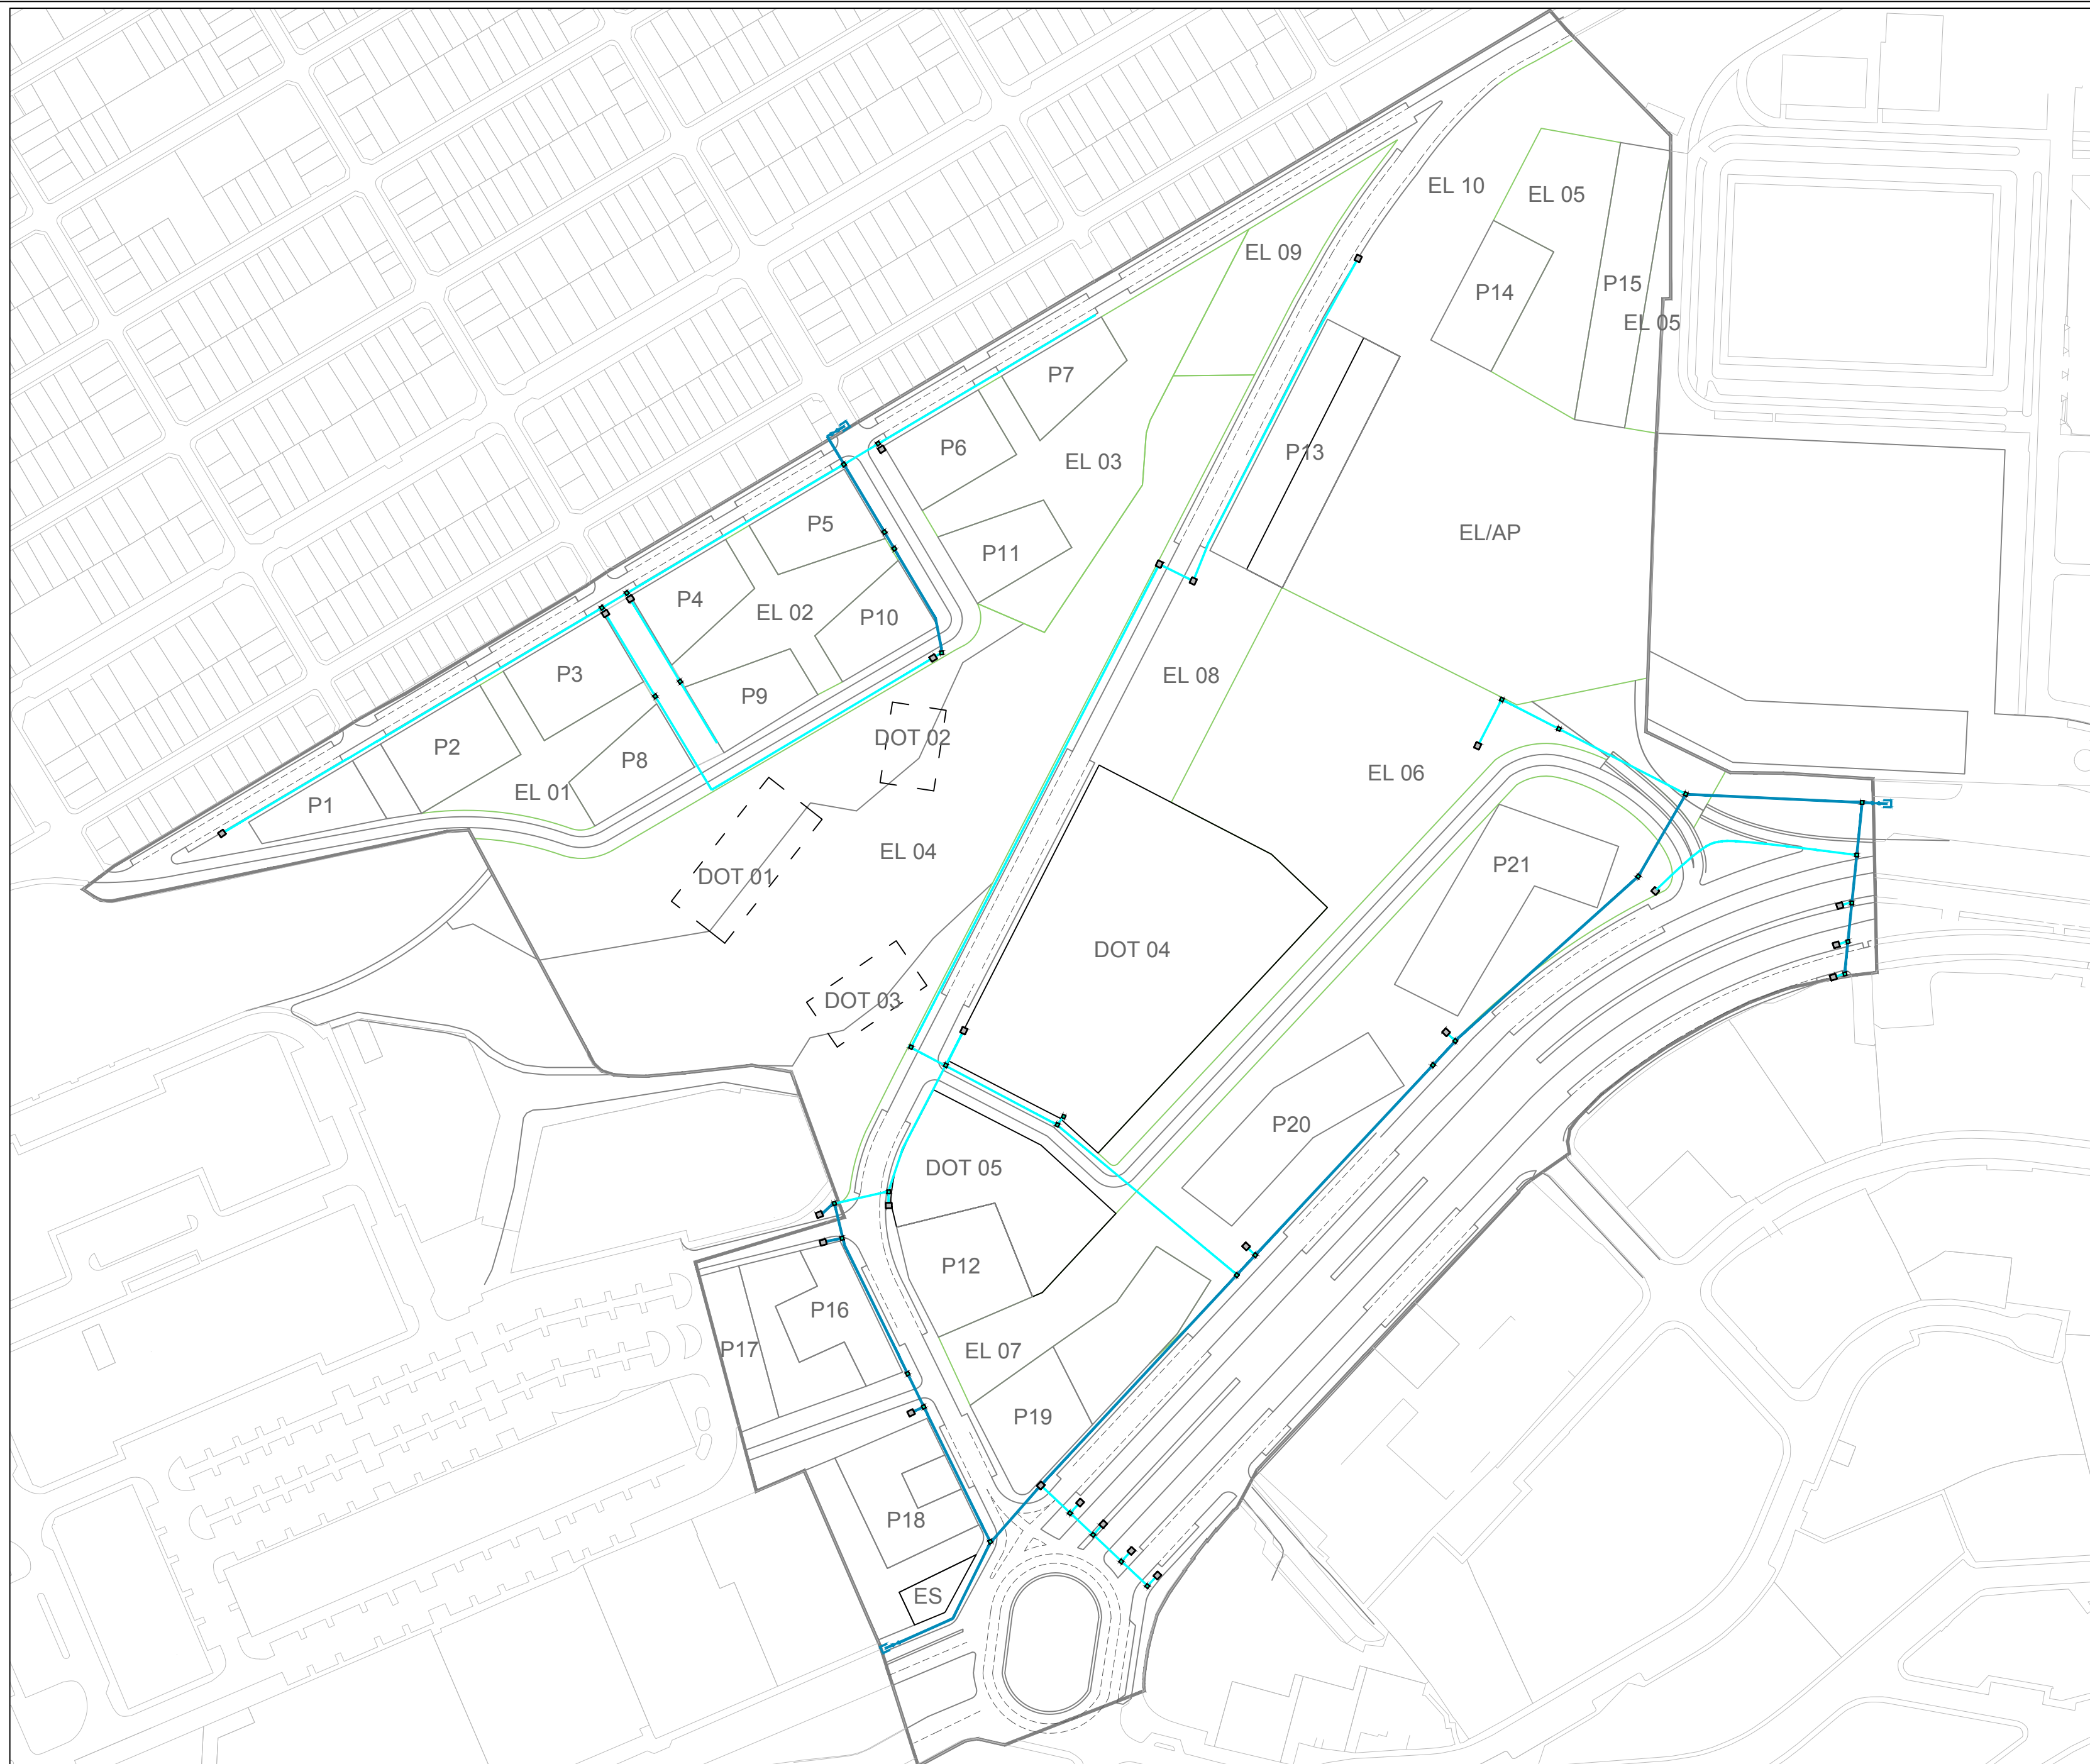 EL 10
EL 05
EL 09
P14
P15
EL 05
P7
P6
EL 03
P13
P5
EL/AP
P11
P4
EL 02
P10
P3
P9
EL 08
P2
DOT 02
P8
EL 06
P1
EL 01
EL 04
P21
DOT 01
DOT 04
DOT 03
P20
DOT 05
P12
P16
P17
EL 07
P19
P18
ES